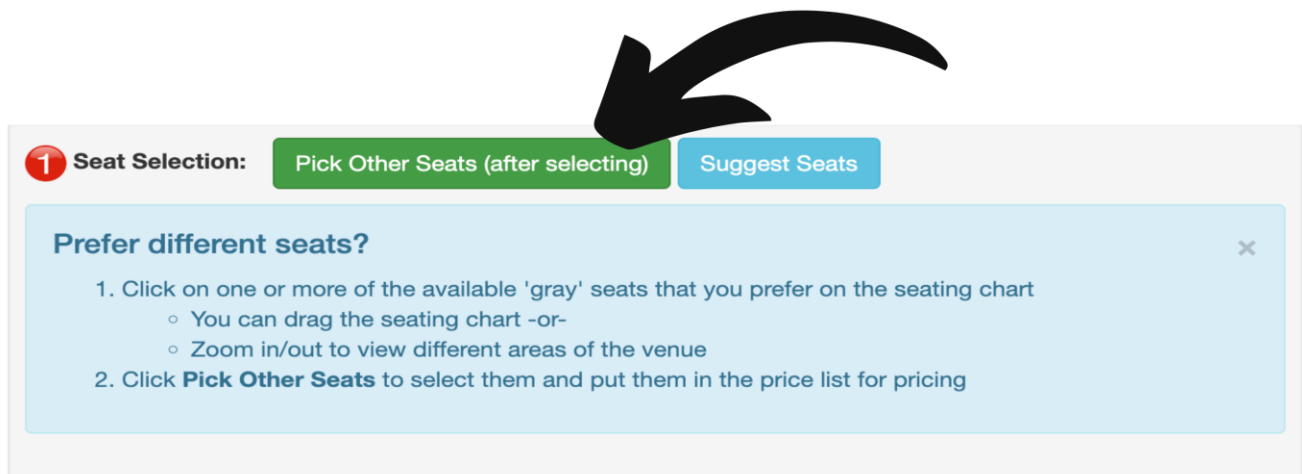 1 Seat Selection: Pick Other Seats (after selecting) Suggest Seats
Prefer different seats? ×
1. Click on one or more of the available 'gray' seats that you prefer on the seating chart
◦ You can drag the seating chart -or-
◦ Zoom in/out to view different areas of the venue
2. Click Pick Other Seats to select them and put them in the price list for pricing